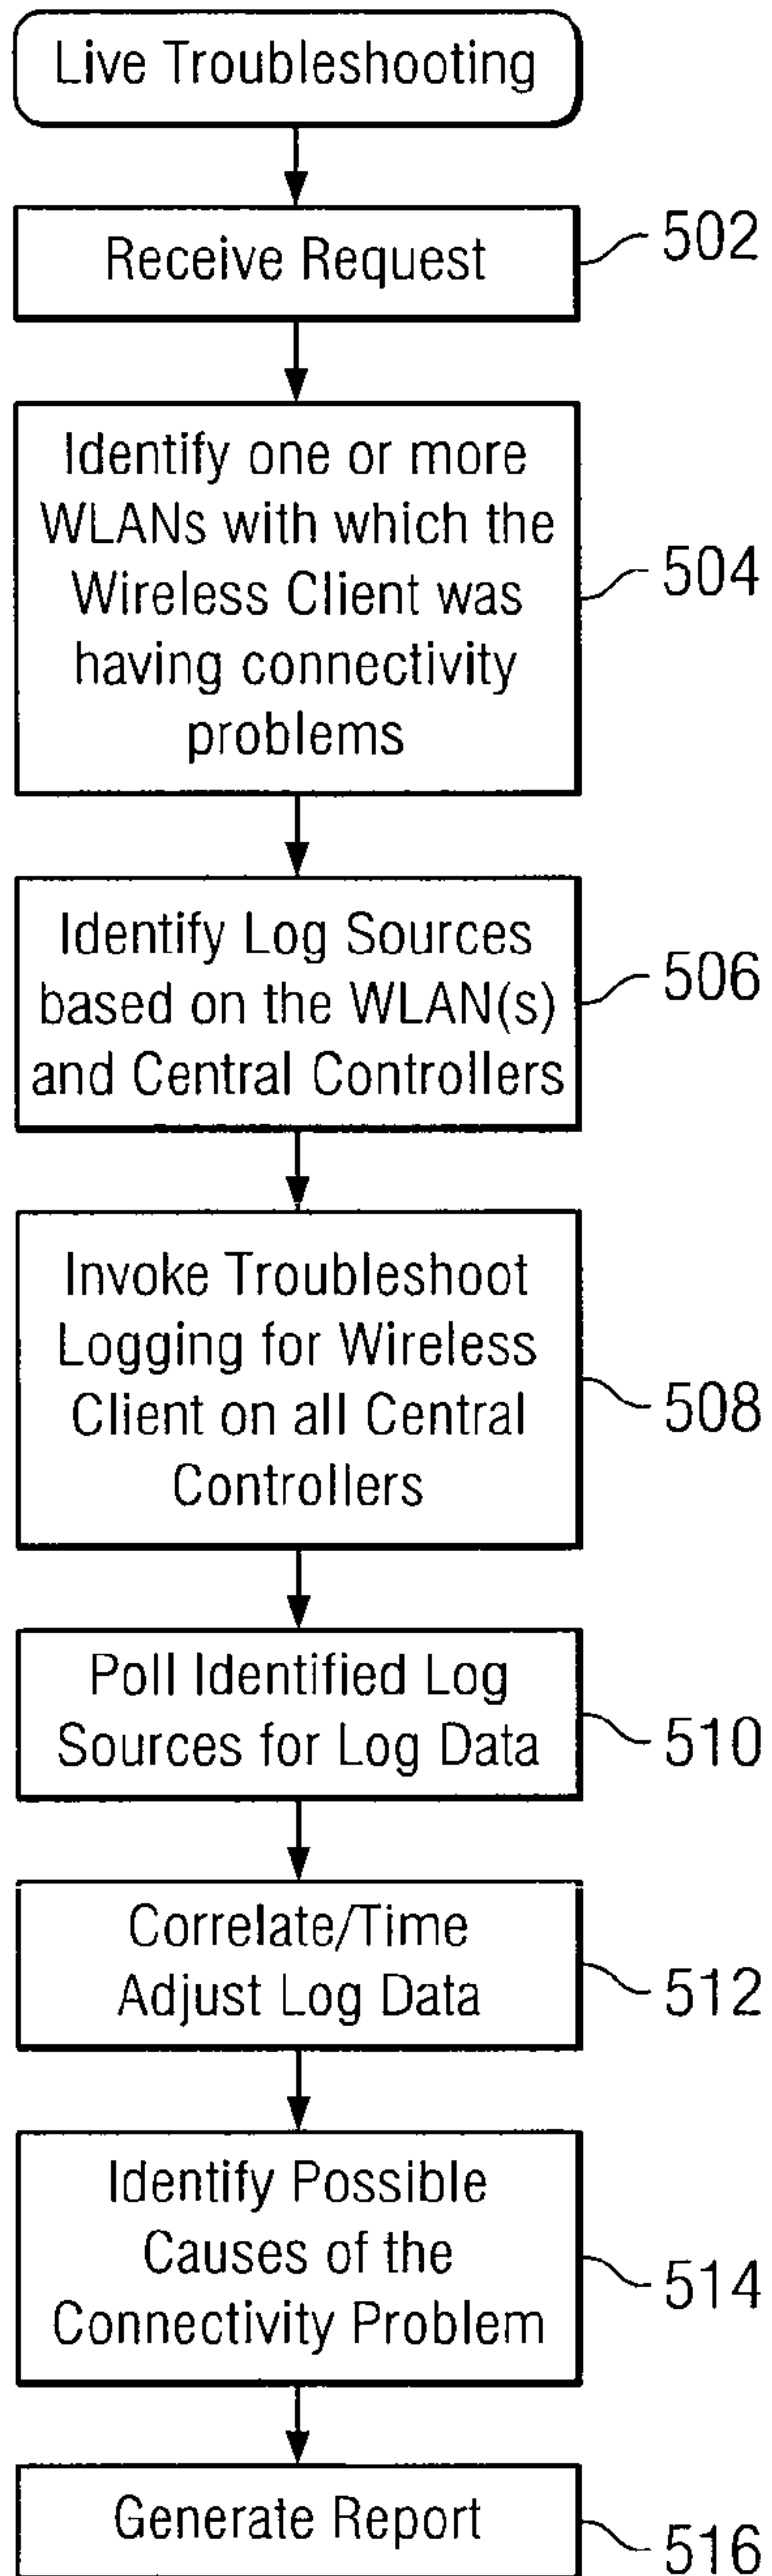 Live Troubleshooting
Receive Request
502
Identify one or more
WLANs with which the
Wireless Client was
having connectivity
problems
504
Identify Log Sources
based on the WLAN(s)
and Central Controllers
506
Invoke Troubleshoot
Logging for Wireless
Client on all Central
Controllers
508
Poll Identified Log
Sources for Log Data
510
Correlate/Time
Adjust Log Data
512
Identify Possible
Causes of the
Connectivity Problem
514
Generate Report
516